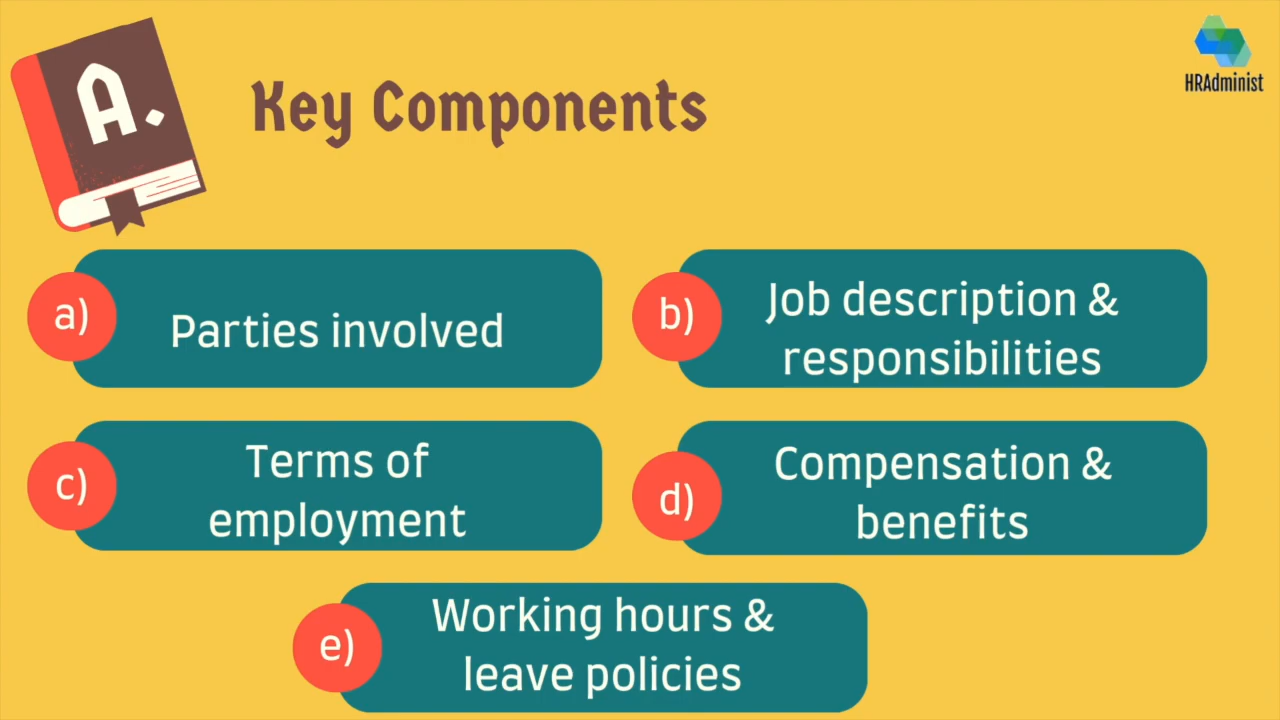 A.
Key Components
HRAdminist
a)
Parties involved
b)
Job description &
responsibilities
c)
Terms of
employment
d)
Compensation &
benefits
e)
Working hours &
leave policies